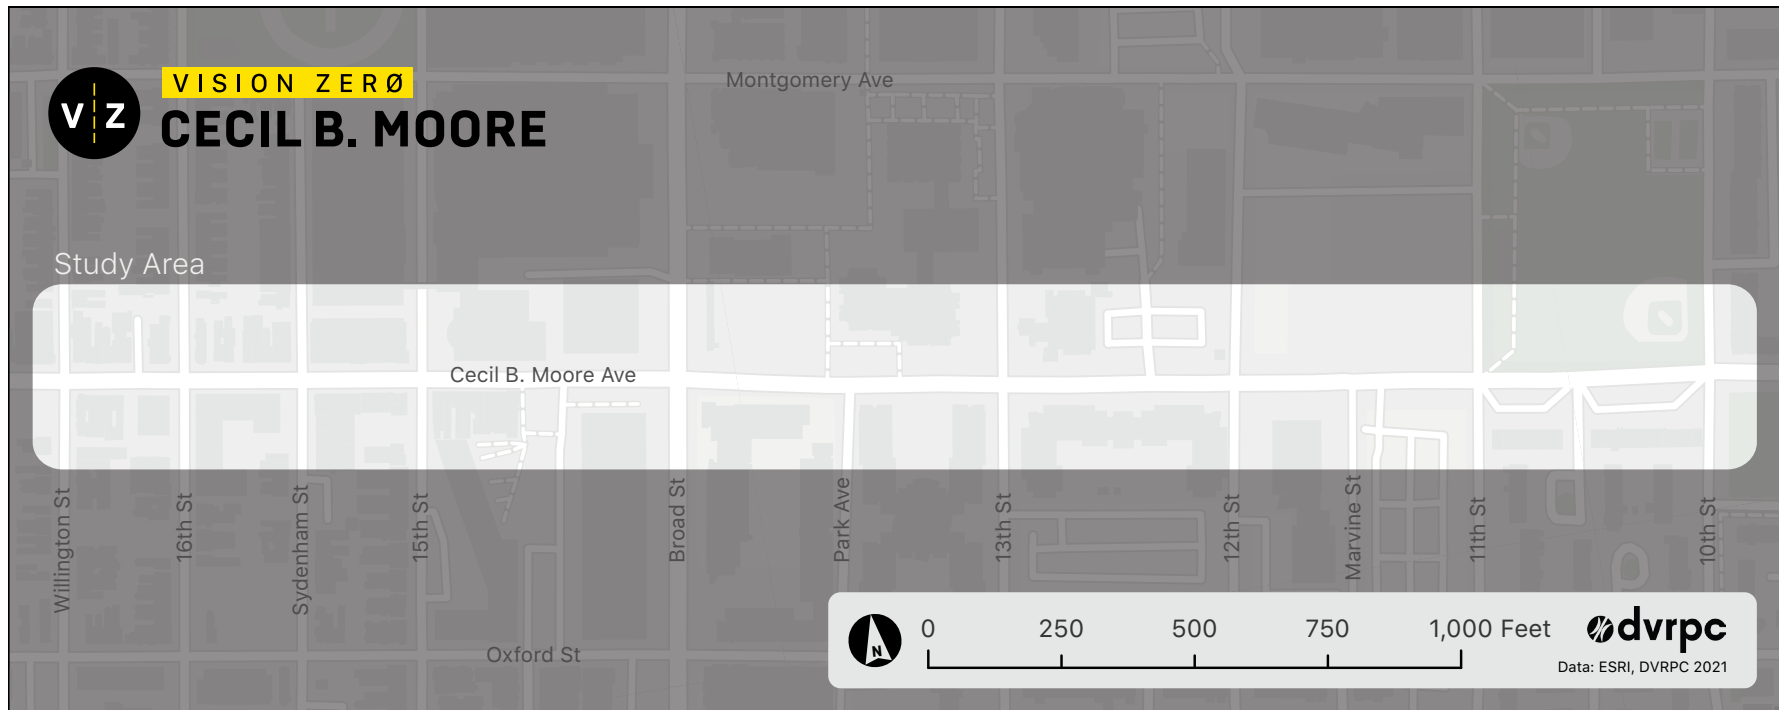 VISION ZERØ
V Z
CECIL B. MOORE
Montgomery Ave
Study Area
Cecil B. Moore Ave
Willington St
16th St
Sydenham St
15th St
Broad St
Park Ave
13th St
12th St
Marvine St
11th St
10th St
Oxford St
N
0 250 500 750 1,000 Feet
dvrpc
Data: ESRI, DVRPC 2021